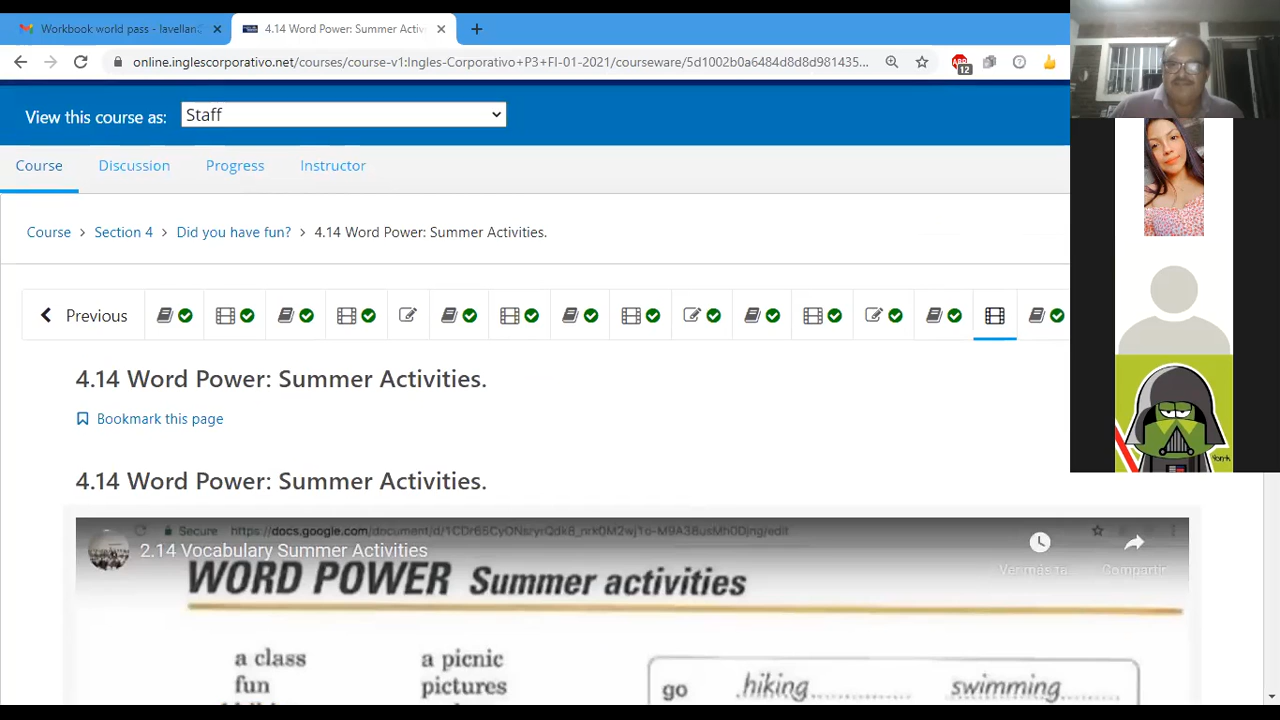 Workbook world pass - lavellan
4.14 Word Power: Summer Activ
online.inglescorporativo.net/courses/course-v1:Ingles-Corporativo+P3+FI-01-2021/courseware/5d1002b0a6484d8d8d981435...
12
View this course as: Staff
Course Discussion Progress Instructor
Course > Section 4 > Did you have fun? > 4.14 Word Power: Summer Activities.
Previous
4.14 Word Power: Summer Activities.
Bookmark this page
4.14 Word Power: Summer Activities.
Secure
2.14 Vocabulary Summer Activities
Compartir
WORD POWER Summer activities
a class a picnic
fun pictures
go hiking swimming